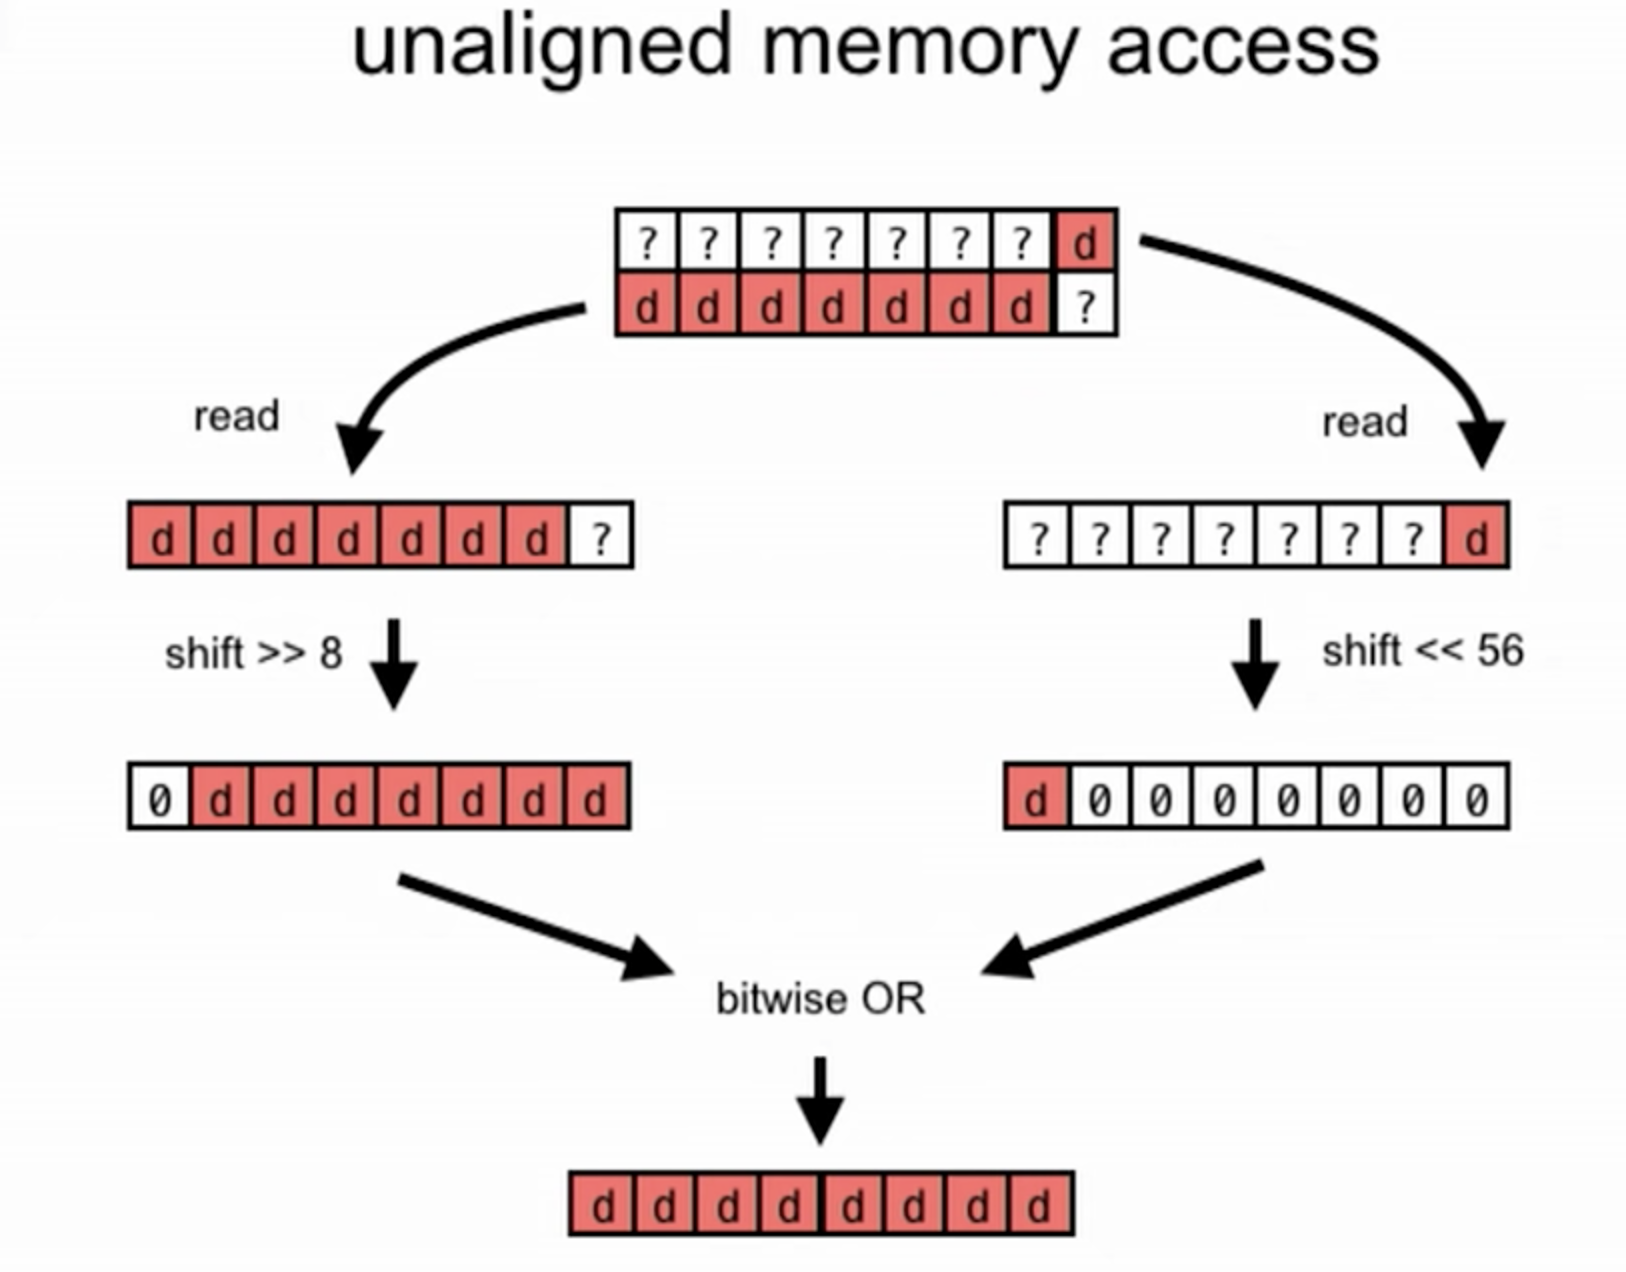 unaligned memory access
? ? ? ? ? ? ? d
d d d d d d d ?
read
read
d d d d d d d ?
? ? ? ? ? ? ? d
shift >> 8
shift << 56
0 d d d d d d d
d 0 0 0 0 0 0 0
bitwise OR
d d d d d d d d